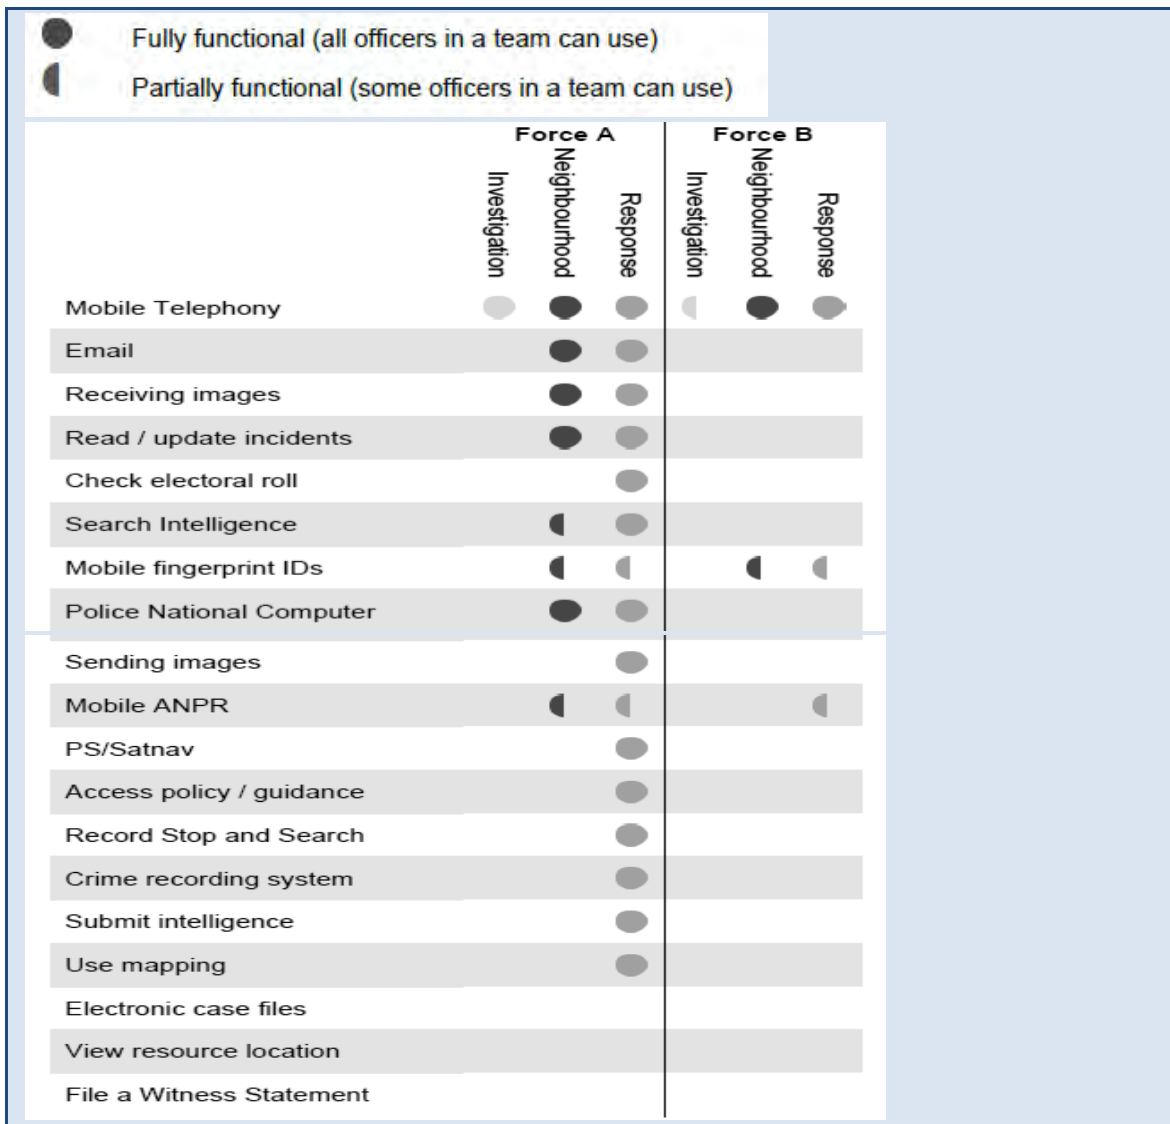 Fully functional (all officers in a team can use)
Partially functional (some officers in a team can use)
Force A Force B
Investigation Neighbourhood Response Investigation Neighbourhood Response
Mobile Telephony
Email
Receiving images
Read / update incidents
Check electoral roll
Search Intelligence
Mobile fingerprint IDs
Police National Computer
Sending images
Mobile ANPR
PS/Satnav
Access policy / guidance
Record Stop and Search
Crime recording system
Submit intelligence
Use mapping
Electronic case files
View resource location
File a Witness Statement